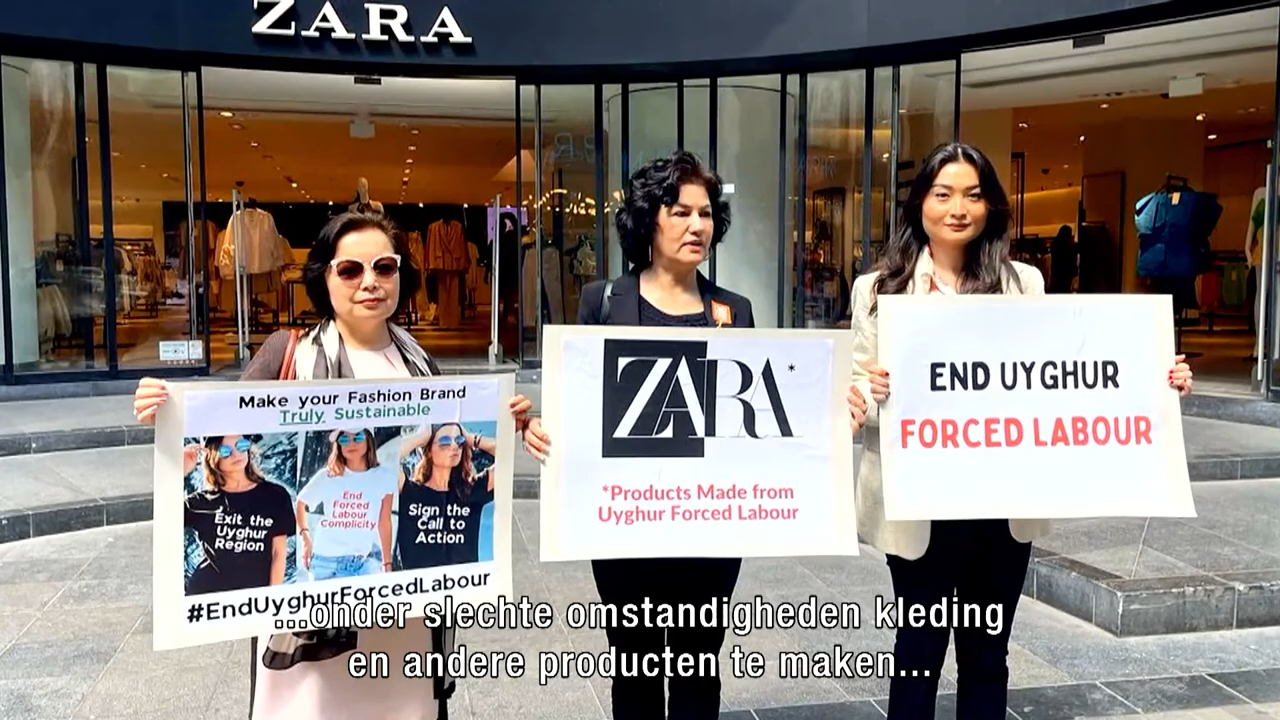 ZARA
Make your Fashion Brand
Truly Sustainable
Exit the
Uyghur
Region
End
Forced
Labour
Complicity
Sign the
Call to
Action
#EndUyghurForcedLabour
ZARA*
*Products Made from
Uyghur Forced Labour
END UYGHUR
FORCED LABOUR
...onder slechte omstandigheden kleding
en andere producten te maken...